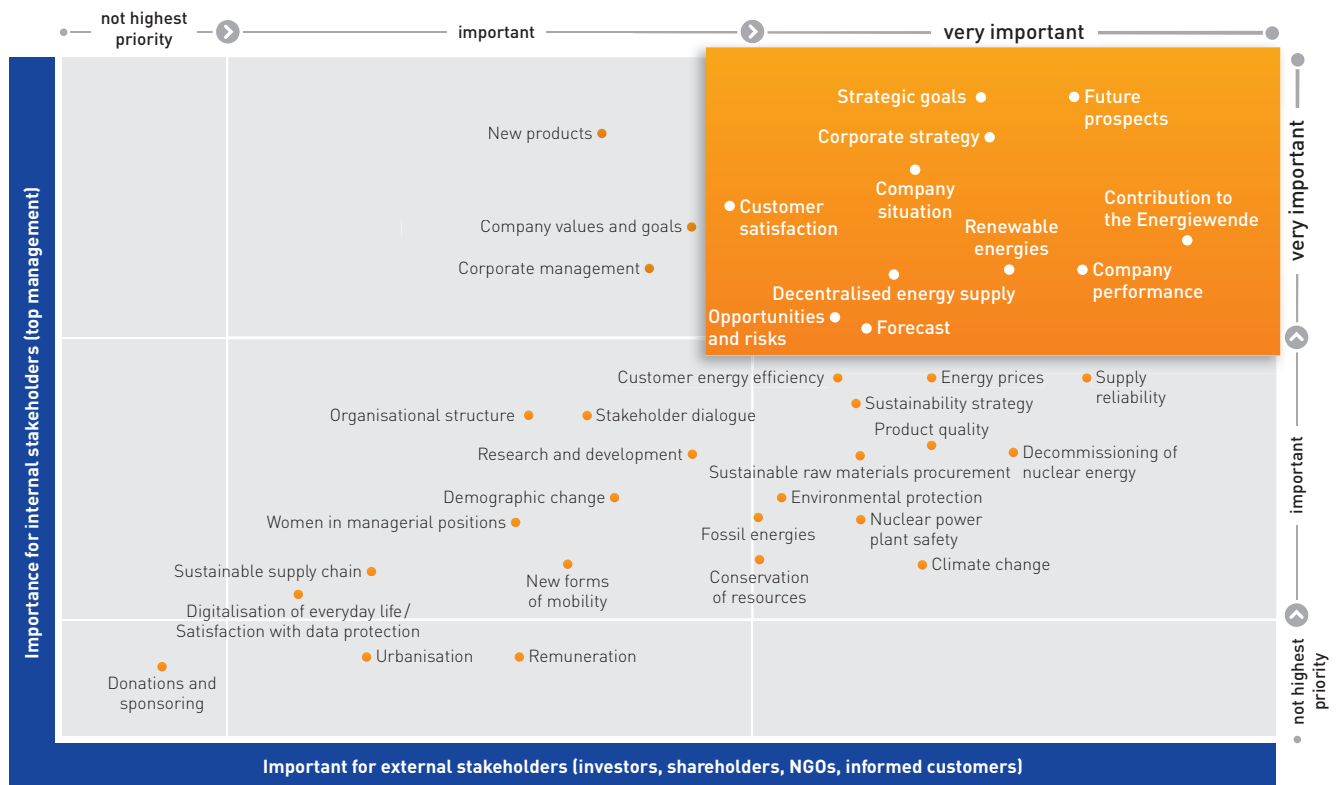 not highest
priority
important
very important
Strategic goals
Future
prospects
New products
Corporate strategy
Company
situation
Customer
satisfaction
Contribution to
the Energiewende
Company values and goals
Renewable
energies
Corporate management
Company
performance
Decentralised energy supply
Opportunities
and risks
Forecast
Customer energy efficiency
Energy prices
Supply
reliability
Sustainability strategy
Organisational structure
Stakeholder dialogue
Product quality
Research and development
Sustainable raw materials procurement
Decommissioning of
nuclear energy
Demographic change
Environmental protection
Women in managerial positions
Fossil energies
Nuclear power
plant safety
Sustainable supply chain
New forms
of mobility
Conservation
of resources
Climate change
Digitalisation of everyday life/
Satisfaction with data protection
Urbanisation
Remuneration
Donations and
sponsoring
very important
important
not highest
priority
Importance for internal stakeholders (top management)
Important for external stakeholders (investors, shareholders, NGOs, informed customers)